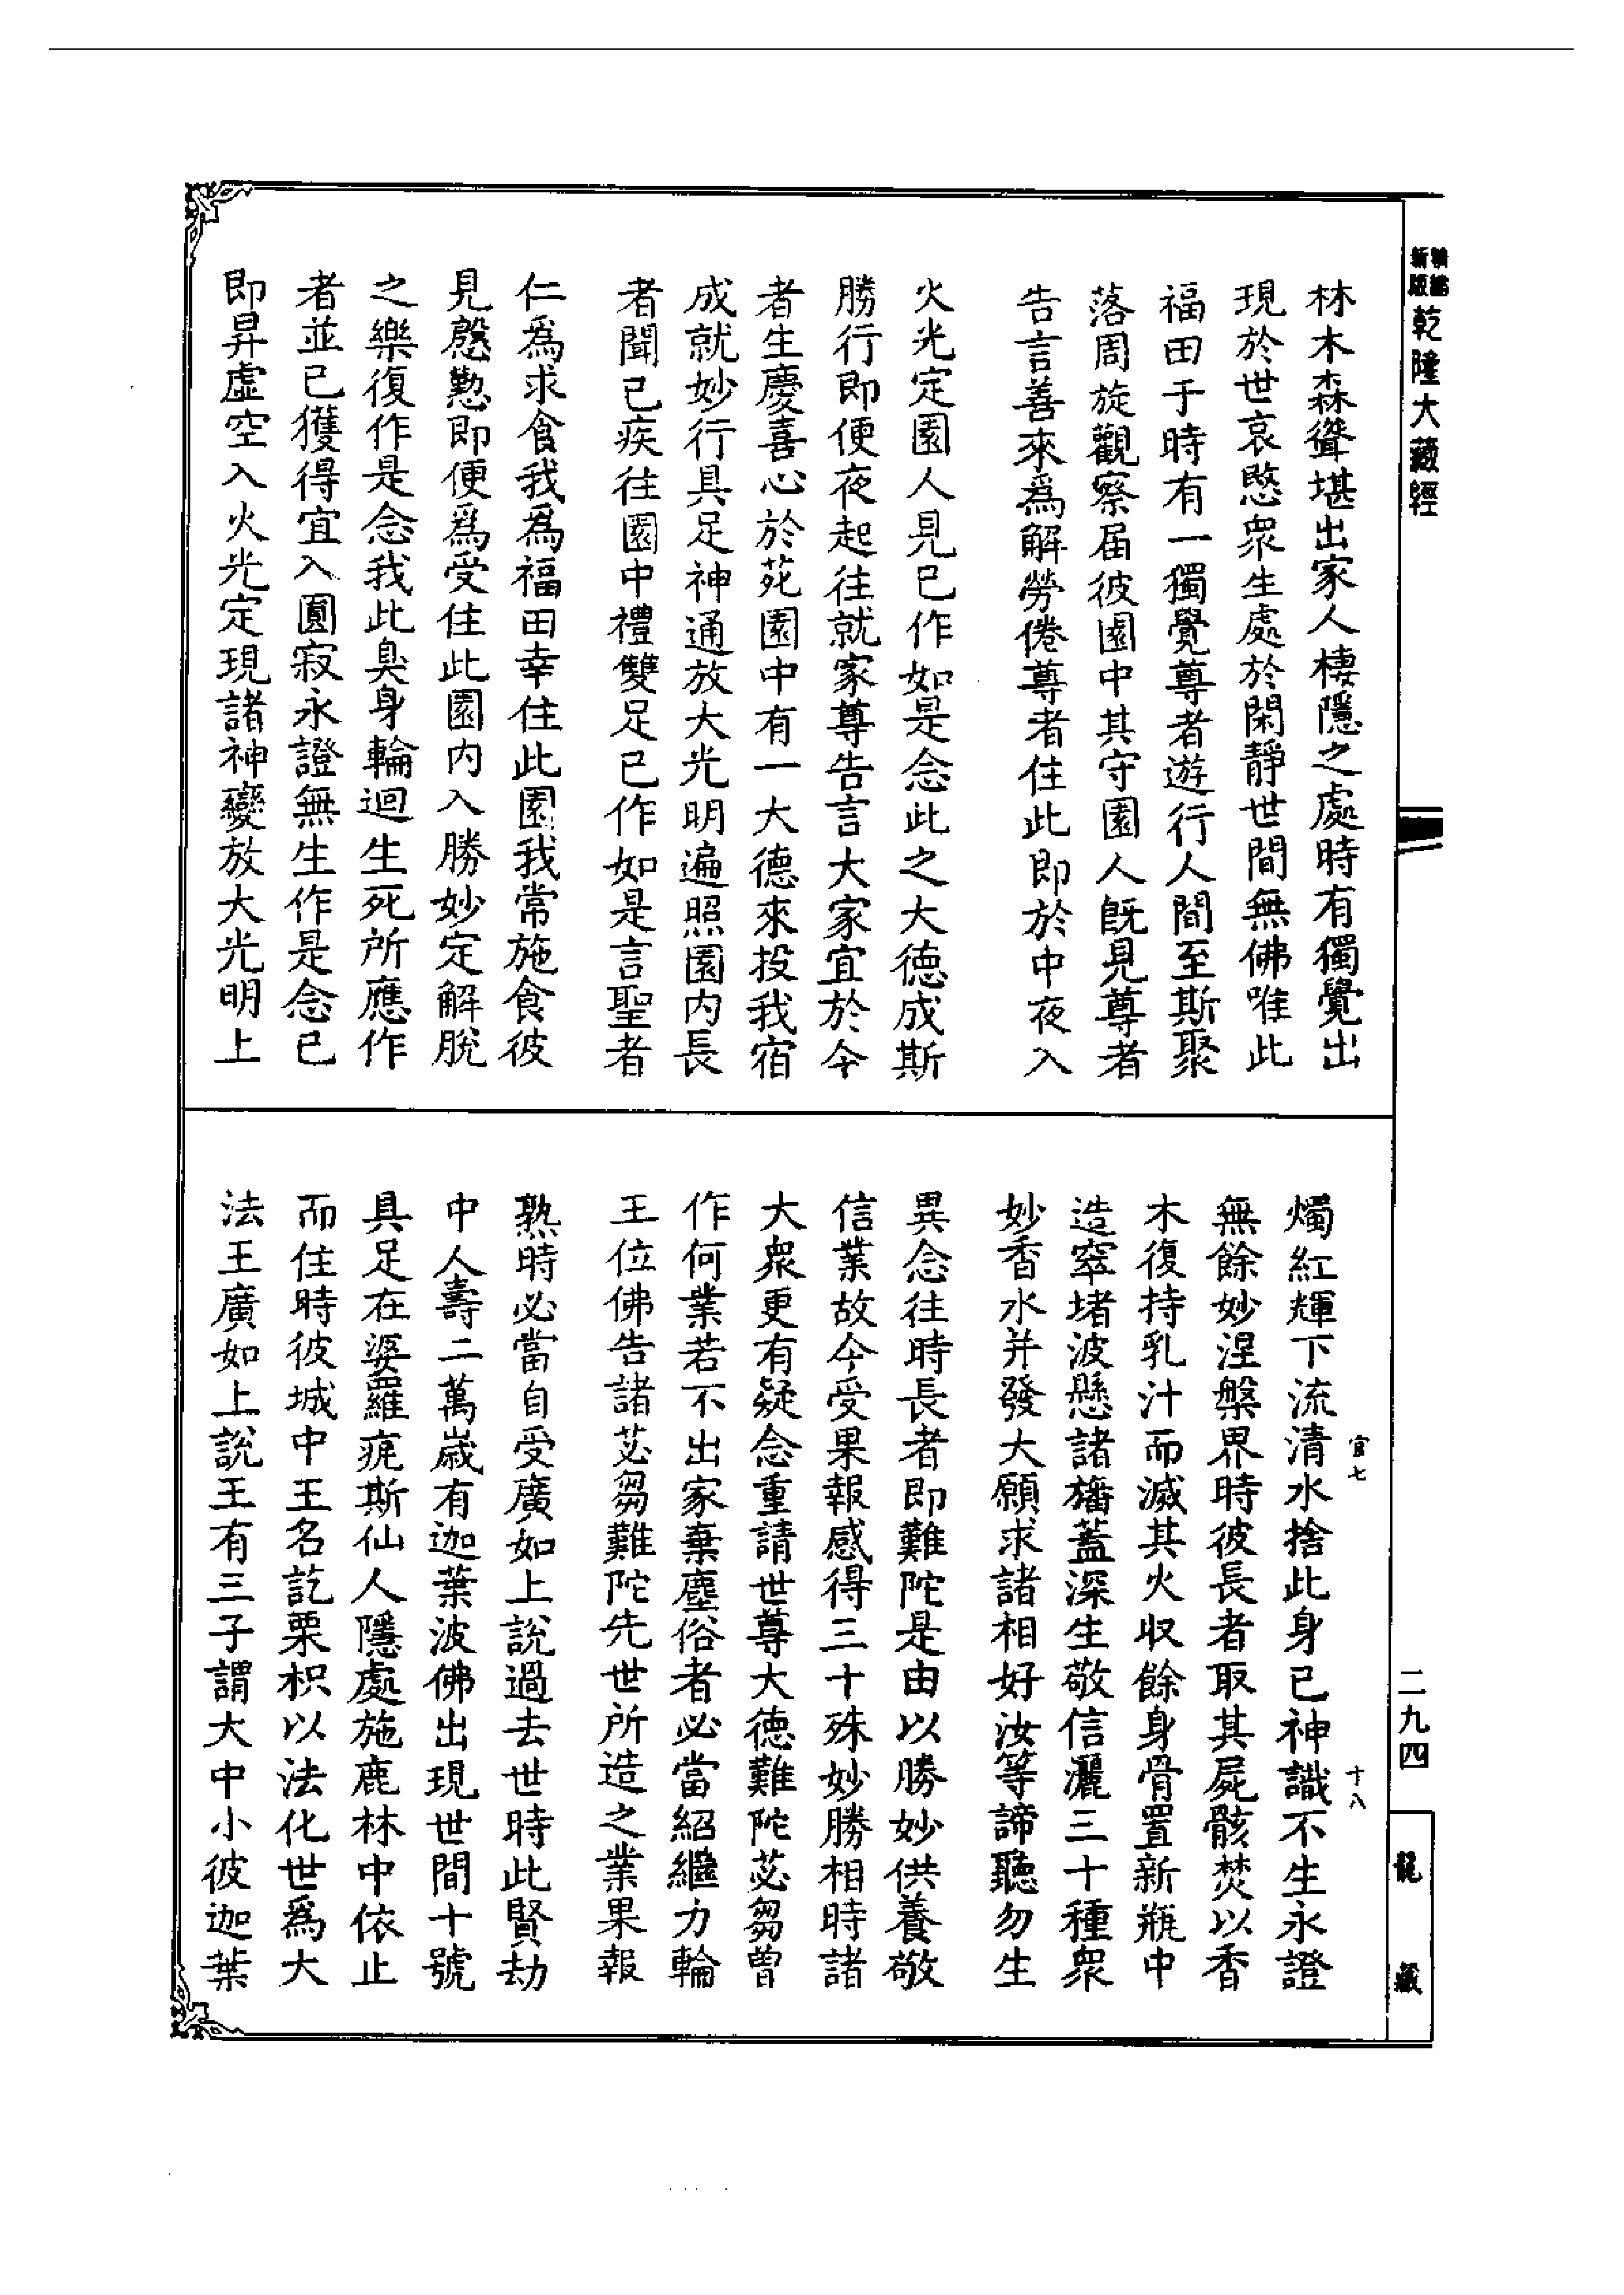 乾隆大藏經
林木森聳堪出家人棲隱之處時有獨覺出
現於世哀愍衆生處於閑靜世間無佛唯此
福田于時有一獨覺尊者遊行人間至斯聚
落周旋觀察届彼園中其守園人旣見尊者
告言善來爲解勞倦尊者住此即於中夜入
火光定園人見已作如是念此之大德成斯
勝行即便夜起往就家尊告言大家宜於今
者生慶喜心於苑園中有一大德來投我宿
成就妙行具足神通放大光明遍照園内長
者聞已疾往園中禮雙足已作如是言聖者
仁爲求食我爲福田幸住此園我常施食彼
見慇懃即便爲受住此園内入勝妙定解脫
之樂復作是念我此臭身輪迴生死所應作
者並已獲得宜入圓寂永證無生作是念已
即昇虛空入火光定現諸神變放大光明上
燭紅輝下流清水捨此身已神識不生永證
無餘妙涅槃界時彼長者取其屍骸焚以香
木復持乳汁而滅其火收餘身骨置新瓶中
造窣堵波懸諸旛蓋深生敬信灑三十種衆
妙香水并發大願求諸相好汝等諦聽勿生
異念往時長者即難陀是由以勝妙供養敬
信業故今受果報感得三十殊妙勝相時諸
大衆更有疑念重請世尊大德難陀苾芻曾
作何業若不出家棄塵俗者必當紹繼力輪
王位佛告諸苾芻難陀先世所造之業果報
熟時必當自受廣如上說過去世時此賢劫
中人壽二萬歲有迦葉波佛出現世間十號
具足在婆羅痆斯仙人隱處施鹿林中依止
而住時彼城中王名訖栗枳以法化世爲大
法王廣如上說王有三子謂大中小彼迦葉
官七
十八
二九四
龍藏